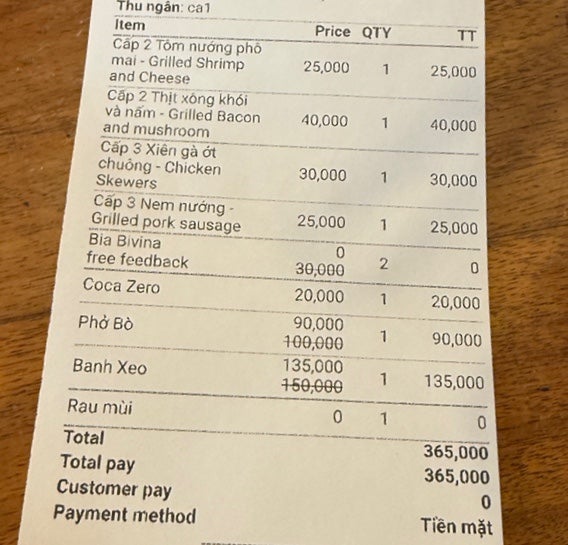 Thu ngân: ca1
Item Price QTY TT
Cấp 2 Tôm nướng phô
mai - Grilled Shrimp
and Cheese 25,000 1 25,000
Cấp 2 Thịt xông khói
và nấm - Grilled Bacon
and mushroom 40,000 1 40,000
Cấp 3 Xiên gà ớt
chuông - Chicken
Skewers 30,000 1 30,000
Cấp 3 Nem nướng -
Grilled pork sausage 25,000 1 25,000
Bia Bivina 0
free feedback 30,000 2 0
Coca Zero 20,000 1 20,000
Phở Bò 90,000
100,000 1 90,000
Banh Xeo 135,000
150,000 1 135,000
Rau mùi 0 1 0
Total 365,000
Total pay 365,000
Customer pay 0
Payment method Tiền mặt